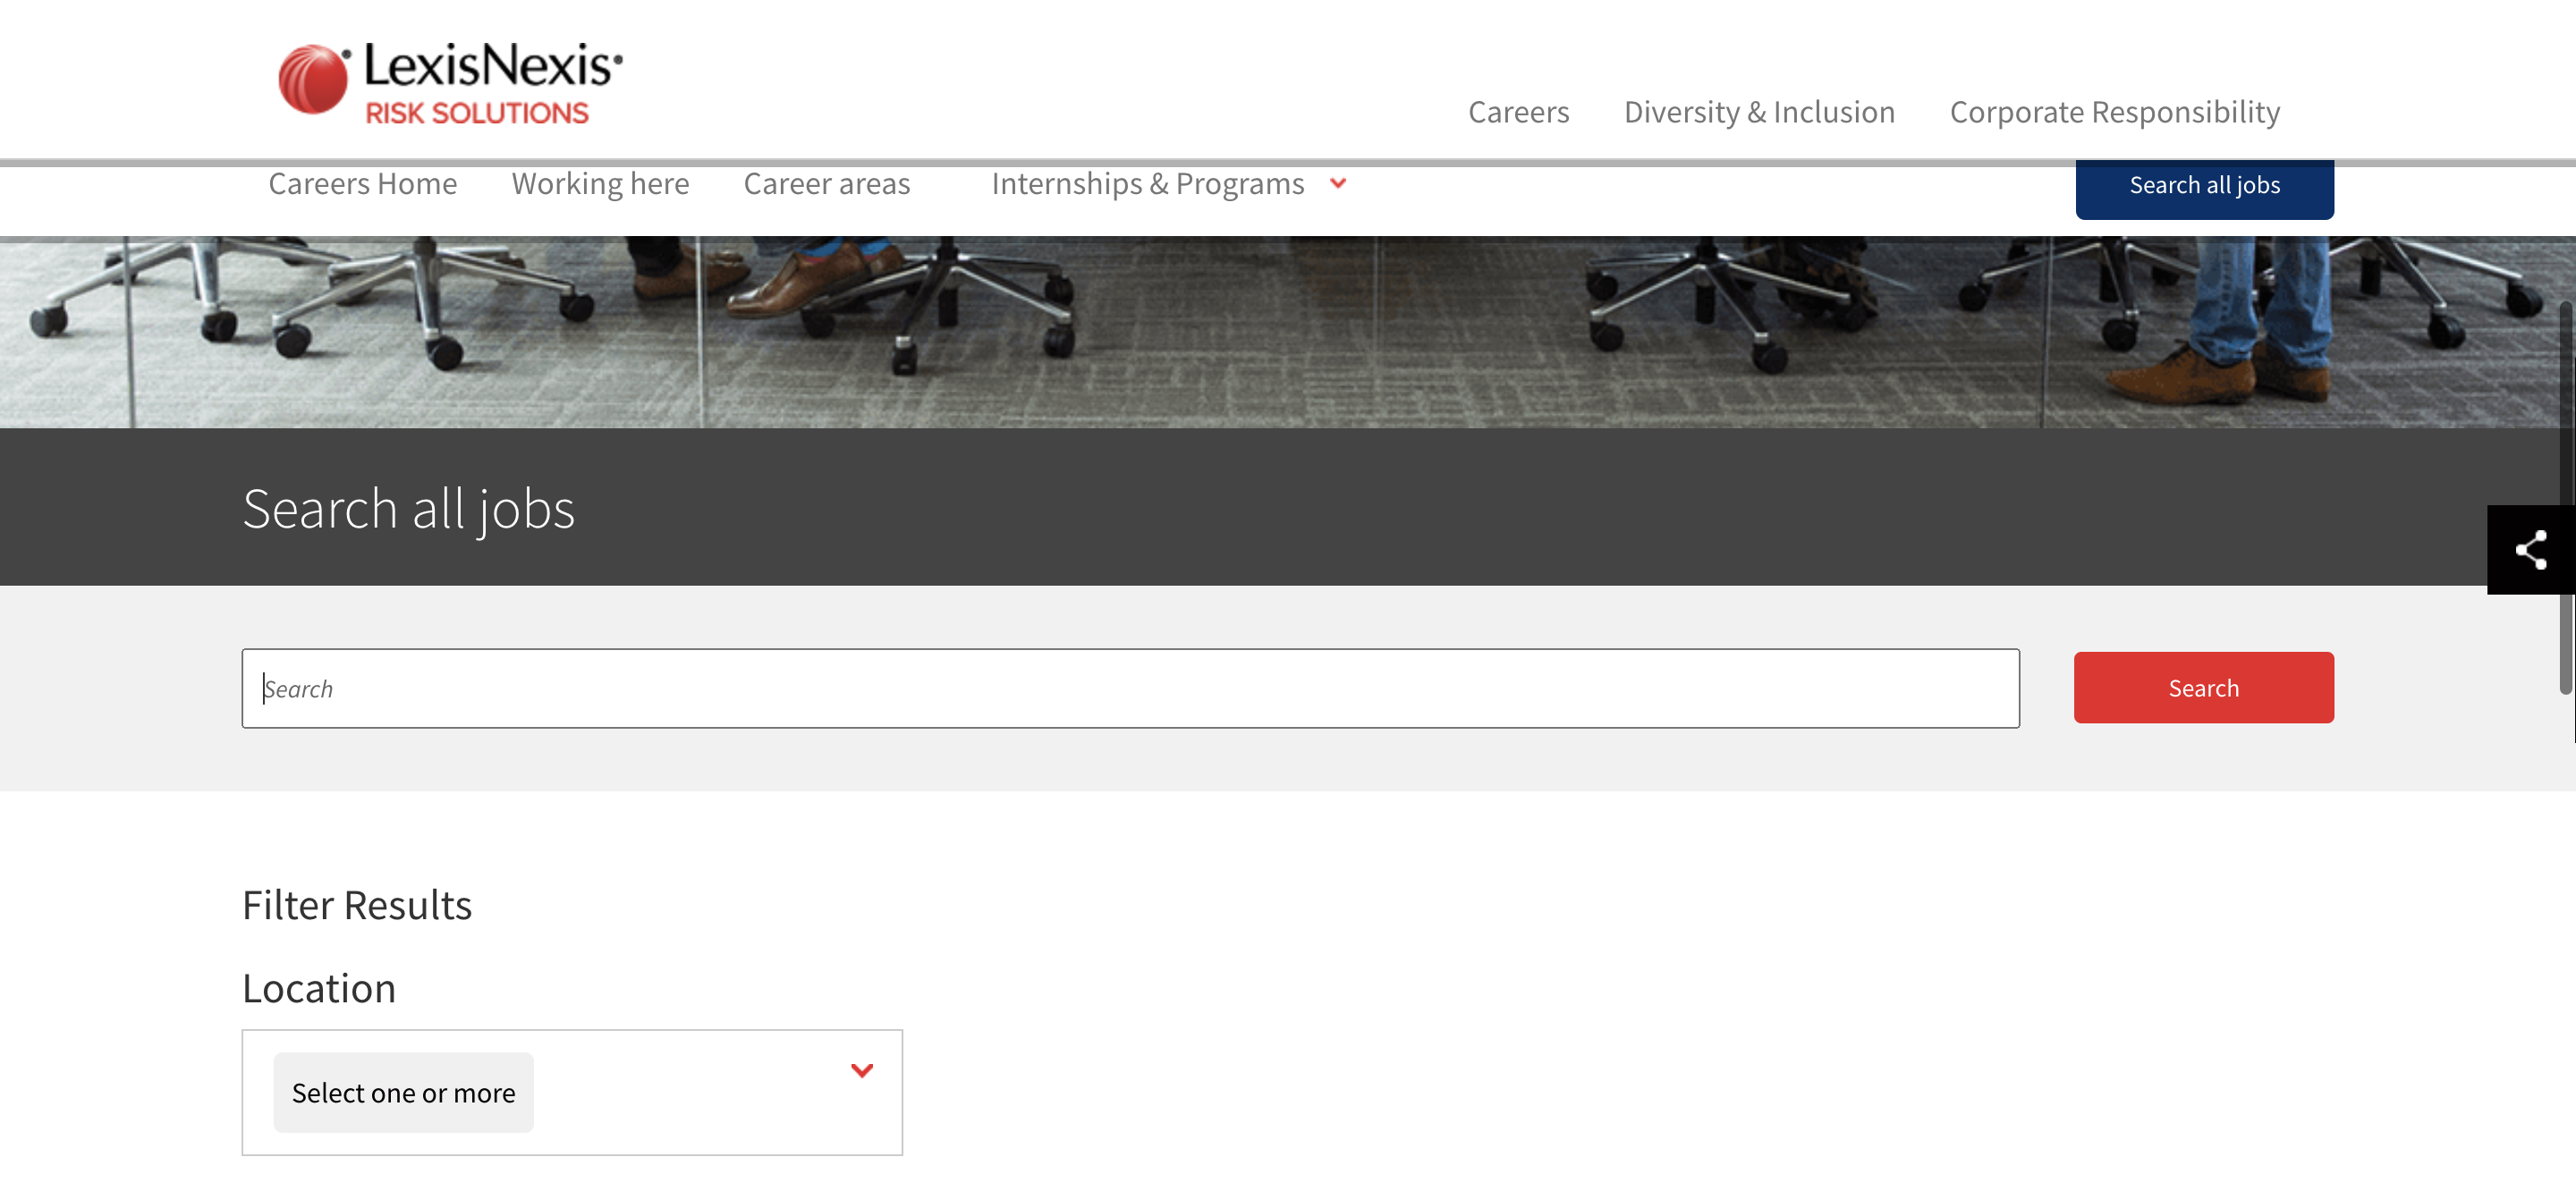 LexisNexis
RISK SOLUTIONS
Careers Diversity & Inclusion Corporate Responsibility
Careers Home Working here Career areas Internships & Programs Search all jobs
Search all jobs
Search Search
Filter Results
Location
Select one or more